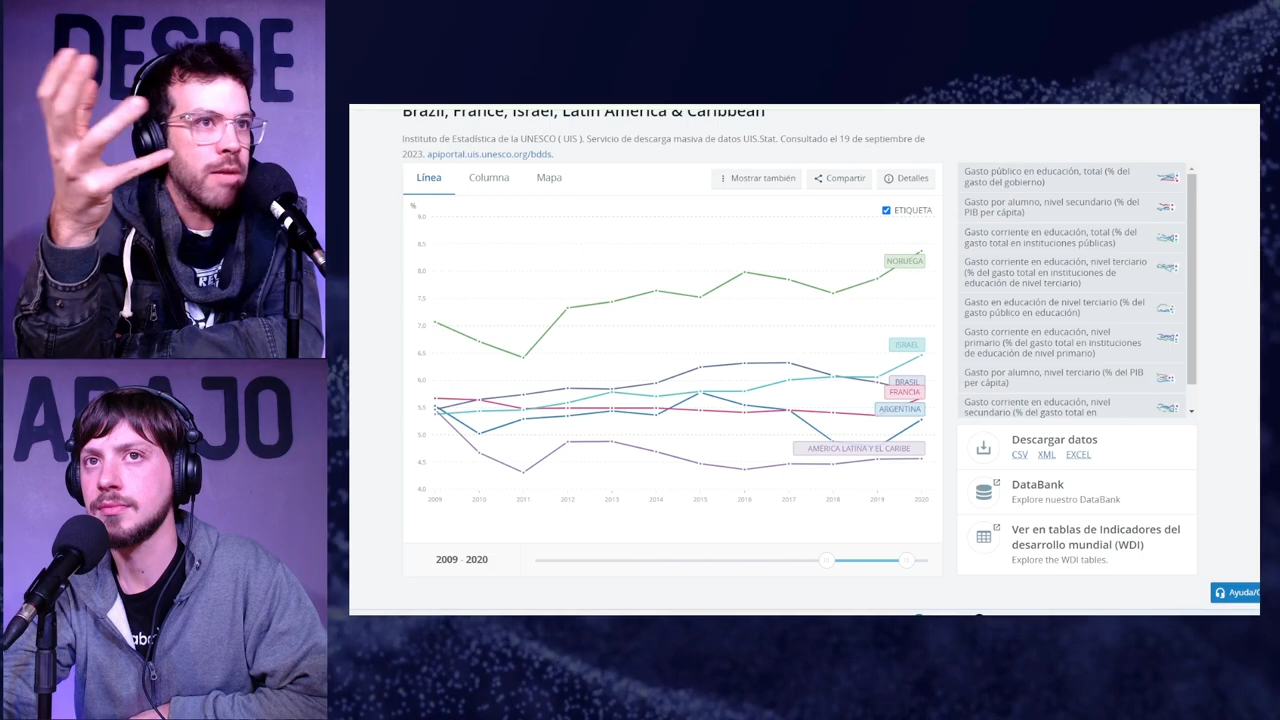 DESDE
ABAJO
Brazil, France, Israel, Latin America & Caribbean
Instituto de Estadística de la UNESCO ( UIS ). Servicio de descarga masiva de datos UIS.Stat. Consultado el 19 de septiembre de
2023. apiportal.uis.unesco.org/bdds.
Línea
Columna
Mapa
Mostrar también
Compartir
Detalles
%
ETIQUETA
9,0
8,5
8,0
7,5
7,0
6,5
6,0
5,5
5,0
4,5
4,0
NORUEGA
ISRAEL
BRASIL
FRANCIA
ARGENTINA
AMÉRICA LATINA Y EL CARIBE
2009
2010
2011
2012
2013
2014
2015
2016
2017
2018
2019
2020
2009 - 2020
Gasto público en educación, total (% del
gasto del gobierno)
Gasto por alumno, nivel secundario (% del
PIB per cápita)
Gasto corriente en educación, total (% del
gasto total en instituciones públicas)
Gasto corriente en educación, nivel terciario
(% del gasto total en instituciones de
educación de nivel terciario)
Gasto en educación de nivel terciario (% del
gasto público en educación)
Gasto corriente en educación, nivel
primario (% del gasto total en instituciones
de educación de nivel primario)
Gasto por alumno, nivel terciario (% del PIB
per cápita)
Gasto corriente en educación, nivel
secundario (% del gasto total en
Descargar datos
CSV XML EXCEL
DataBank
Explore nuestro DataBank
Ver en tablas de Indicadores del
desarrollo mundial (WDI)
Explore the WDI tables.
Ayuda/